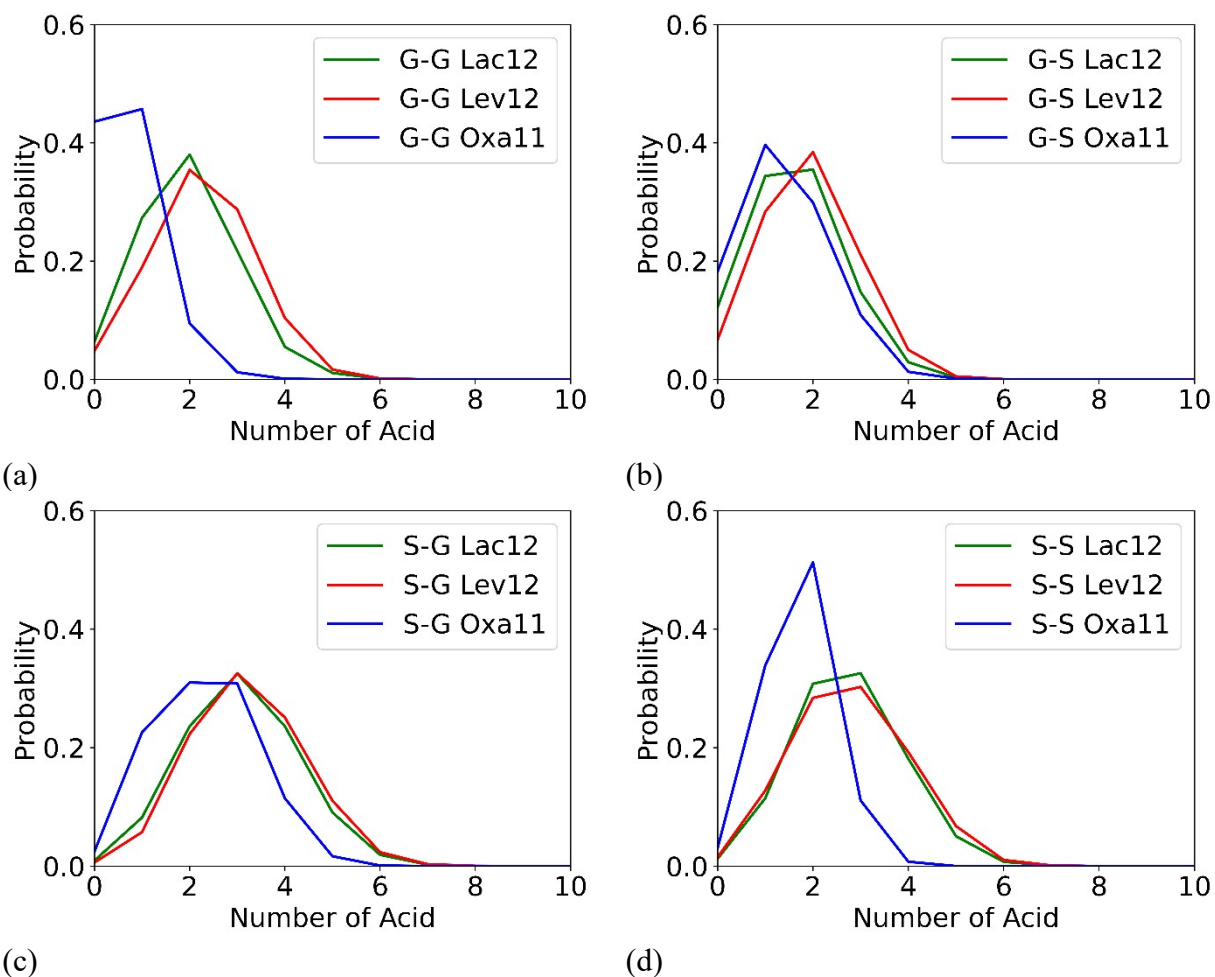 0.6
0.4
0.2
0.0
Probability
G-G Lac12
G-G Lev12
G-G Oxa11
0 2 4 6 8 10
Number of Acid
(a)
0.6
0.4
0.2
0.0
Probability
G-S Lac12
G-S Lev12
G-S Oxa11
0 2 4 6 8 10
Number of Acid
(b)
0.6
0.4
0.2
0.0
Probability
S-G Lac12
S-G Lev12
S-G Oxa11
0 2 4 6 8 10
Number of Acid
(c)
0.6
0.4
0.2
0.0
Probability
S-S Lac12
S-S Lev12
S-S Oxa11
0 2 4 6 8 10
Number of Acid
(d)